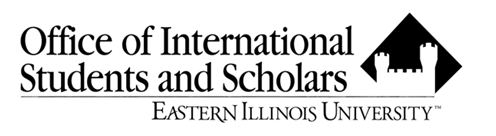 Office of International
Students and Scholars
EASTERN ILLINOIS UNIVERSITY™